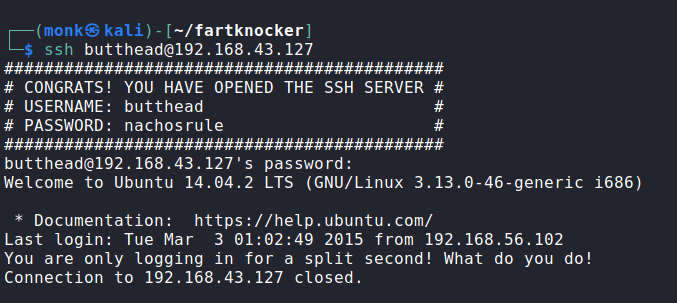 ┌──(monk㉿kali)-[~/fartknocker]
└─$ ssh butthead@192.168.43.127
############################################
# CONGRATS! YOU HAVE OPENED THE SSH SERVER #
# USERNAME: butthead                       #
# PASSWORD: nachosrule                     #
############################################
butthead@192.168.43.127's password:
Welcome to Ubuntu 14.04.2 LTS (GNU/Linux 3.13.0-46-generic i686)
 * Documentation:  https://help.ubuntu.com/
Last login: Tue Mar  3 01:02:49 2015 from 192.168.56.102
You are only logging in for a split second! What do you do!
Connection to 192.168.43.127 closed.